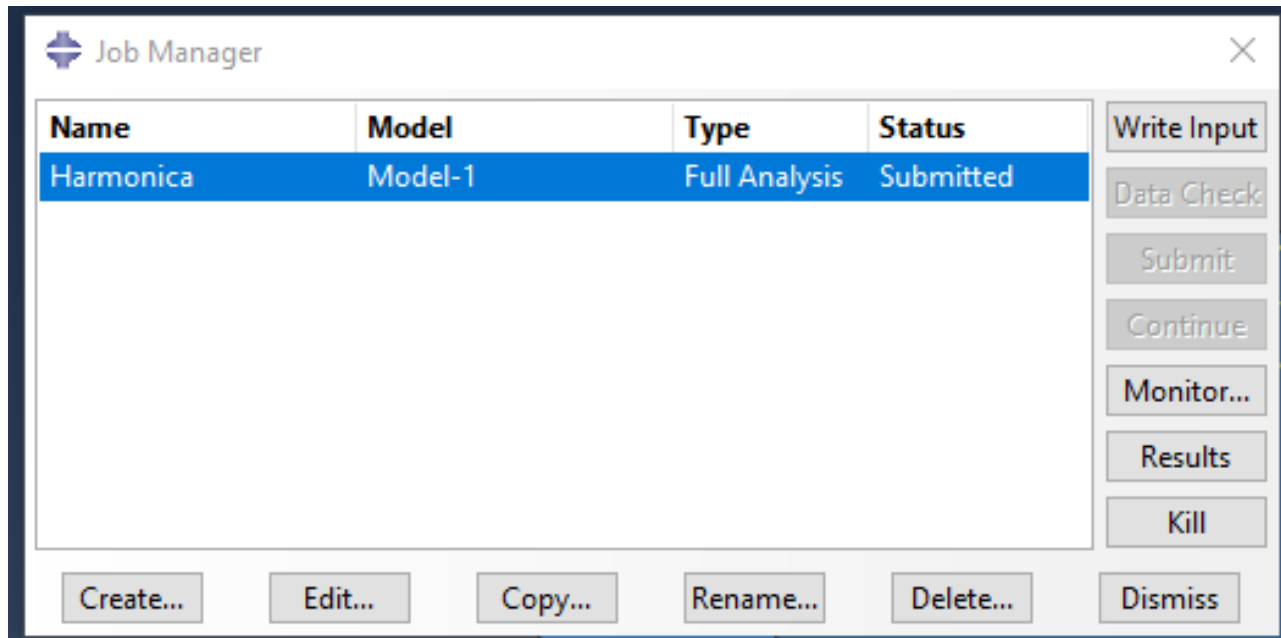 Job Manager
Name Model Type Status
Harmonica Model-1 Full Analysis Submitted
Write Input
Data Check
Submit
Continue
Monitor...
Results
Kill
Create... Edit... Copy... Rename... Delete... Dismiss